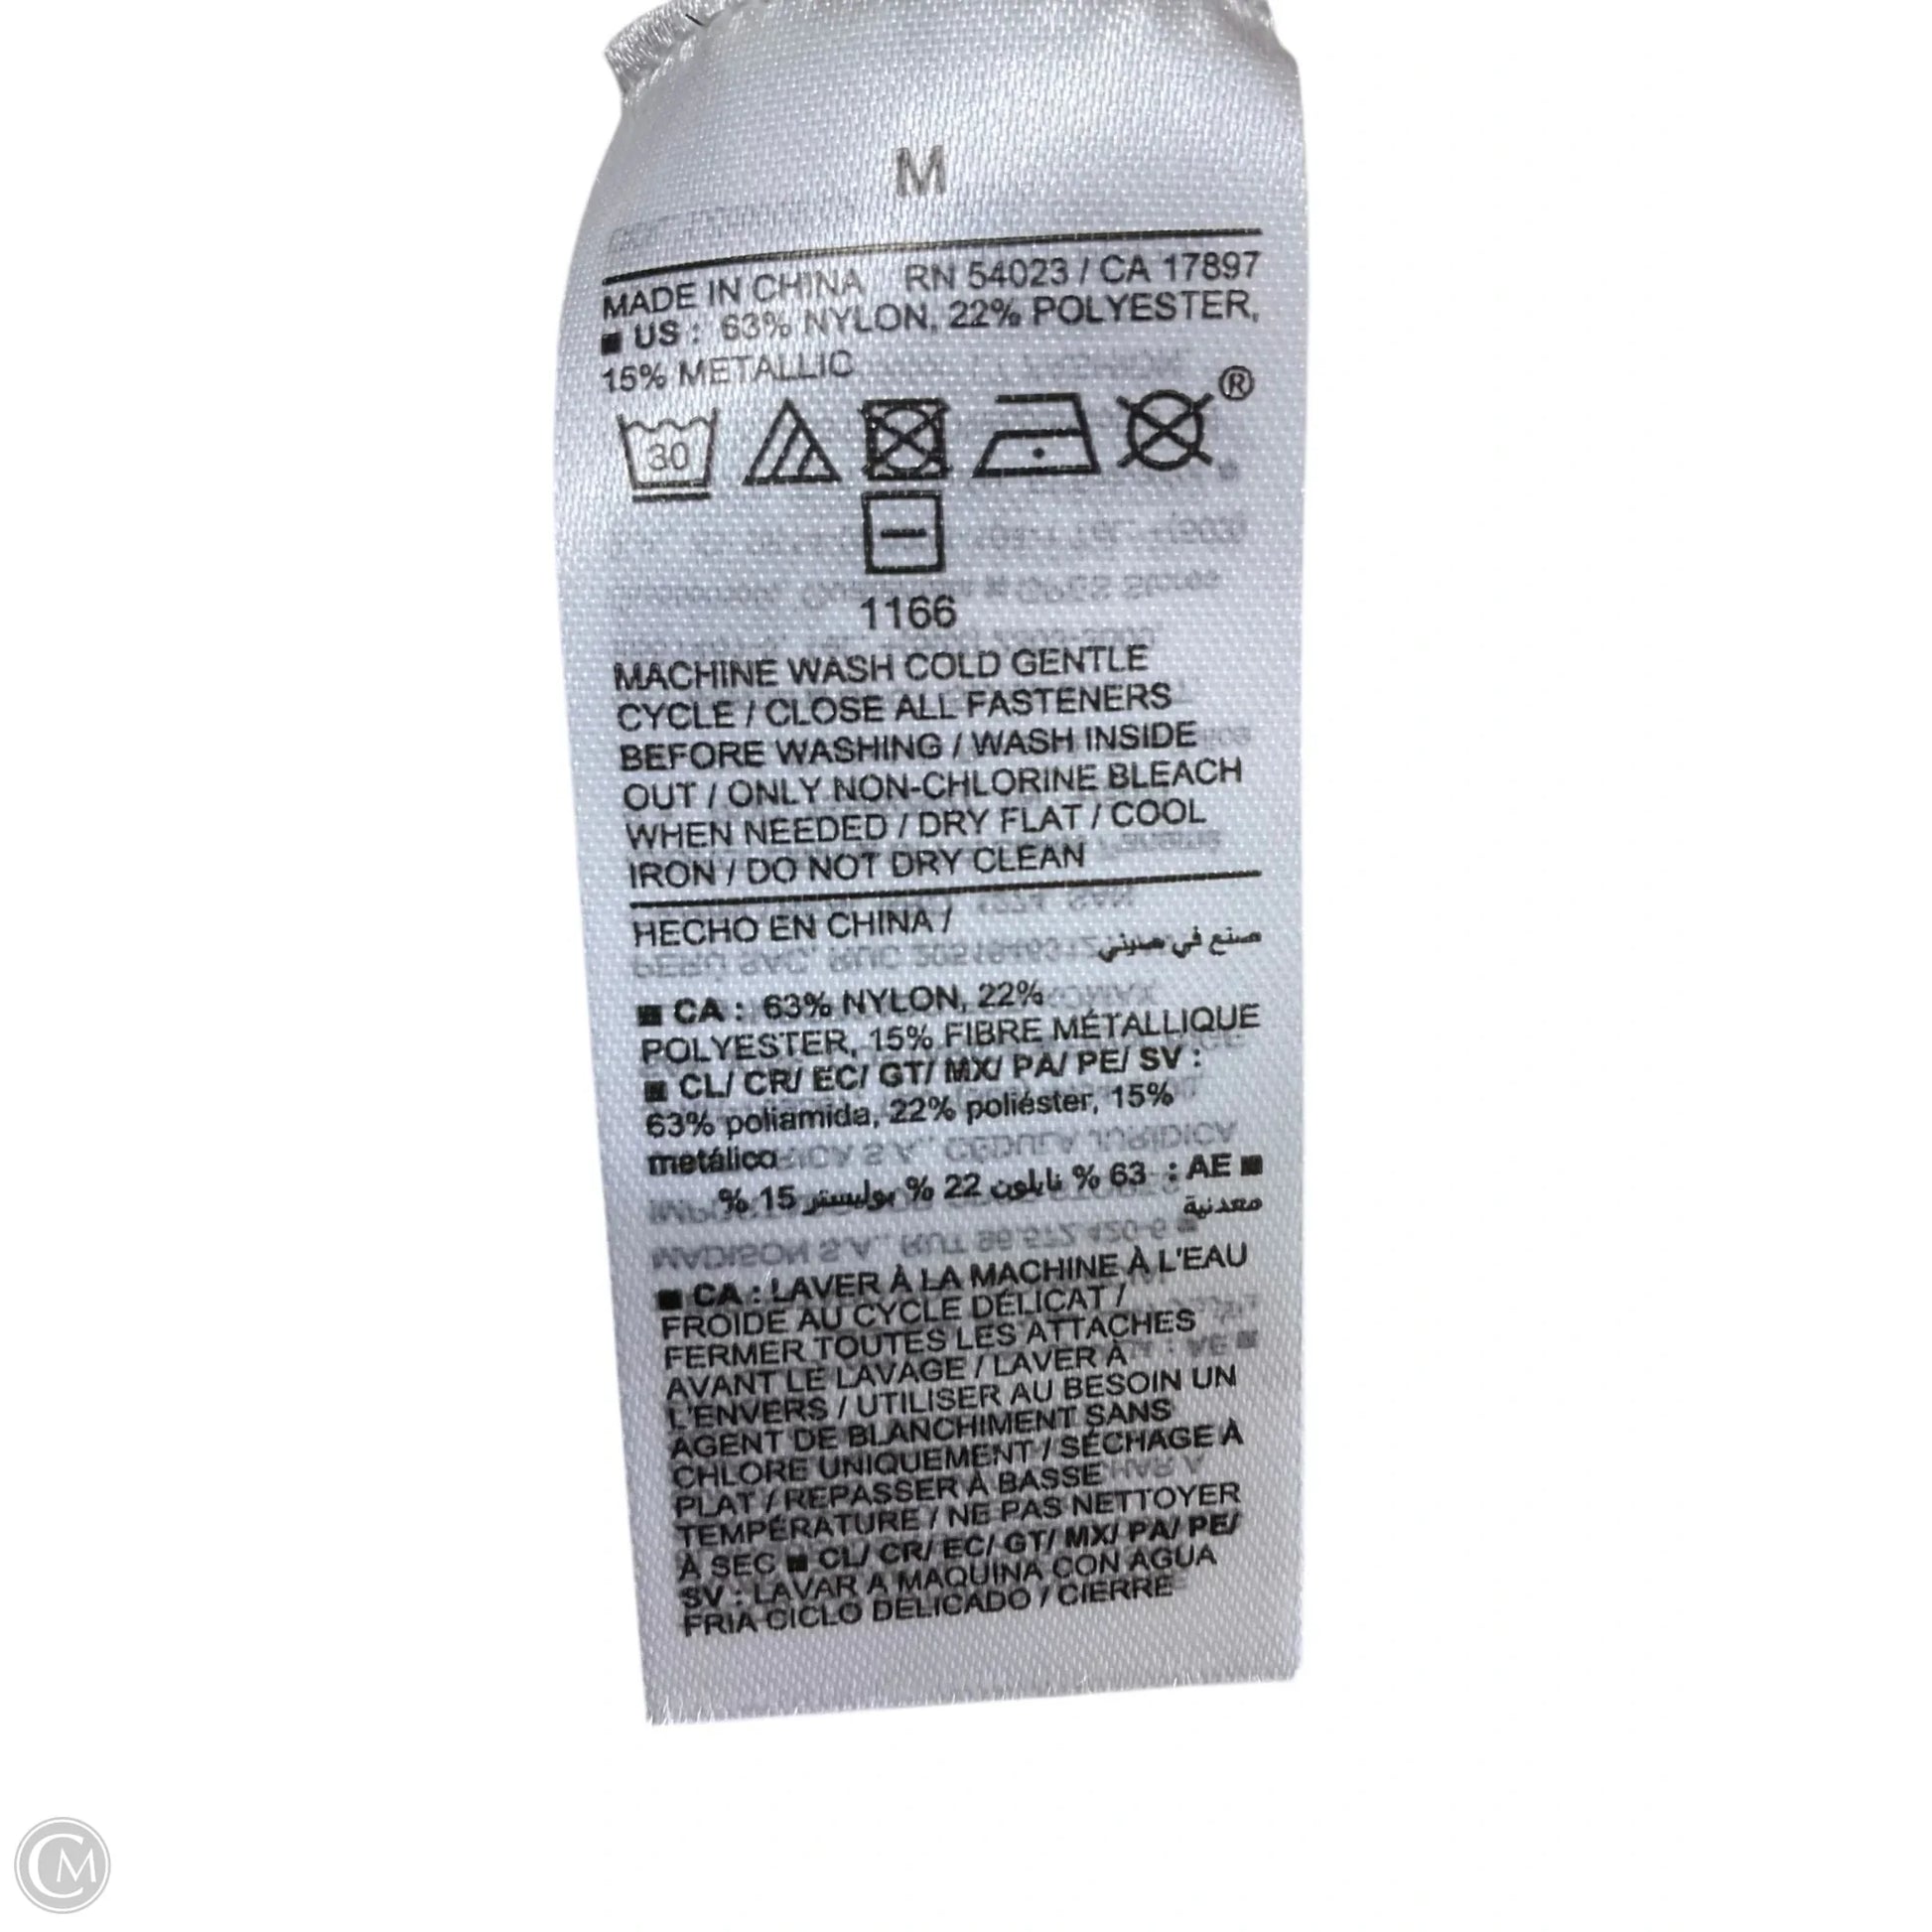 M
MADE IN CHINA RN 54023 / CA 17897
■ US : 63% NYLON, 22% POLYESTER,
15% METALLIC
30
®
1166
MACHINE WASH COLD GENTLE
CYCLE / CLOSE ALL FASTENERS
BEFORE WASHING / WASH INSIDE
OUT / ONLY NON-CHLORINE BLEACH
WHEN NEEDED / DRY FLAT / COOL
IRON / DO NOT DRY CLEAN
HECHO EN CHINA /
صنع في صيني
■ CA : 63% NYLON, 22%
POLYESTER, 15% FIBRE MÉTALLIQUE
■ CL/ CR/ EC/ GT/ MX/ PA/ PE/ SV :
63% poliamida, 22% poliéster, 15%
metálico
■ AE : 63 % نايلون 22 % بوليستر 15 %
معدنية
■ CA : LAVER À LA MACHINE À L'EAU
FROIDE AU CYCLE DÉLICAT /
FERMER TOUTES LES ATTACHES
AVANT LE LAVAGE / LAVER À
L'ENVERS / UTILISER AU BESOIN UN
AGENT DE BLANCHIMENT SANS
CHLORE UNIQUEMENT / SÉCHAGE À
PLAT / REPASSER À BASSE
TEMPÉRATURE / NE PAS NETTOYER
À SEC ■ CL/ CR/ EC/ GT/ MX/ PA/ PE/
SV : LAVAR A MAQUINA CON AGUA
FRIA CICLO DELICADO / CIERRE
CM